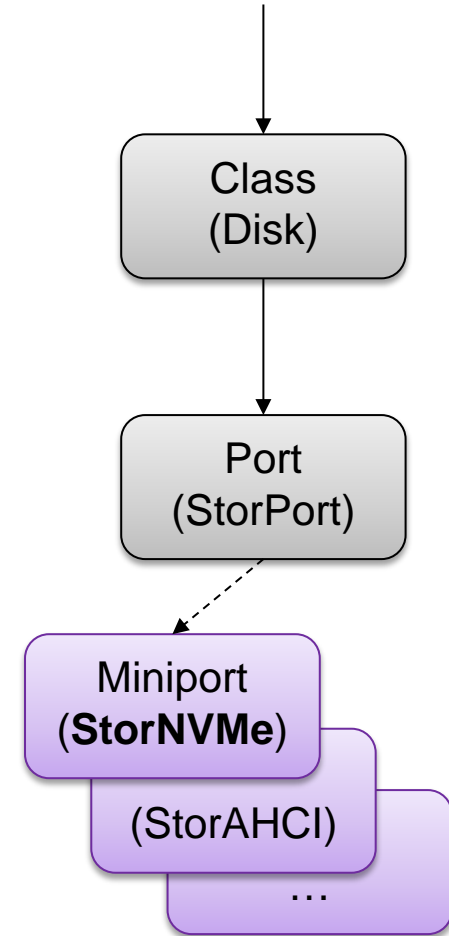 Class
(Disk)
Port
(StorPort)
Miniport
(StorNVMe)
(StorAHCI)
…